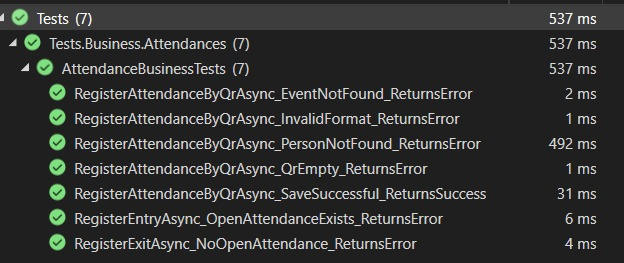 Tests (7) 537 ms
Tests.Business.Attendances (7) 537 ms
AttendanceBusinessTests (7) 537 ms
RegisterAttendanceByQrAsync_EventNotFound_ReturnsError 2 ms
RegisterAttendanceByQrAsync_InvalidFormat_ReturnsError 1 ms
RegisterAttendanceByQrAsync_PersonNotFound_ReturnsError 492 ms
RegisterAttendanceByQrAsync_QrEmpty_ReturnsError 1 ms
RegisterAttendanceByQrAsync_SaveSuccessful_ReturnsSuccess 31 ms
RegisterEntryAsync_OpenAttendanceExists_ReturnsError 6 ms
RegisterExitAsync_NoOpenAttendance_ReturnsError 4 ms